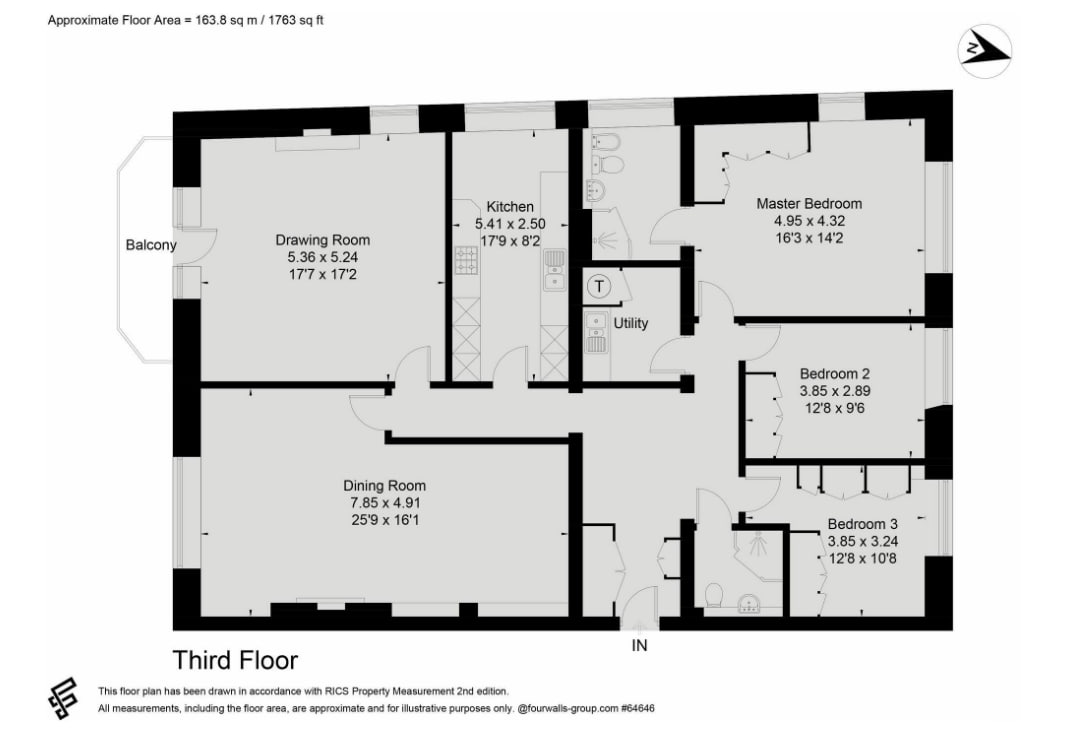 Approximate Floor Area = 163.8 sq m / 1763 sq ft
N
Kitchen
5.41 x 2.50
17'9 x 8'2
Master Bedroom
4.95 x 4.32
16'3 x 14'2
Balcony
Drawing Room
5.36 x 5.24
17'7 x 17'2
T
Utility
Bedroom 2
3.85 x 2.89
12'8 x 9'6
Dining Room
7.85 x 4.91
25'9 x 16'1
Bedroom 3
3.85 x 3.24
12'8 x 10'8
IN
Third Floor
This floor plan has been drawn in accordance with RICS Property Measurement 2nd edition.
All measurements, including the floor area, are approximate and for illustrative purposes only. @fourwalls-group.com #64646